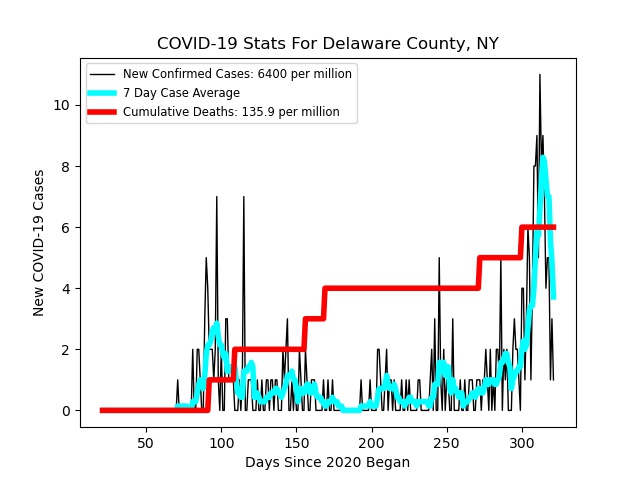 COVID-19 Stats For Delaware County, NY
New Confirmed Cases: 6400 per million
7 Day Case Average
Cumulative Deaths: 135.9 per million
New COVID-19 Cases
10
8
6
4
2
0
50 100 150 200 250 300
Days Since 2020 Began